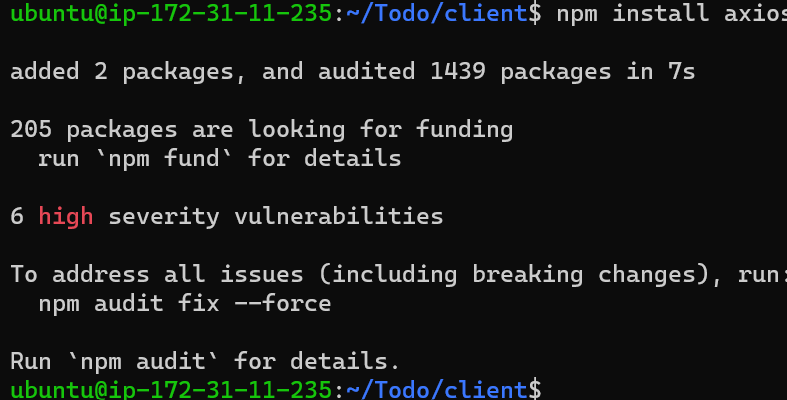 ubuntu@ip-172-31-11-235:~/Todo/client$ npm install axios
added 2 packages, and audited 1439 packages in 7s
205 packages are looking for funding
  run `npm fund` for details
6 high severity vulnerabilities
To address all issues (including breaking changes), run:
  npm audit fix --force
Run `npm audit` for details.
ubuntu@ip-172-31-11-235:~/Todo/client$